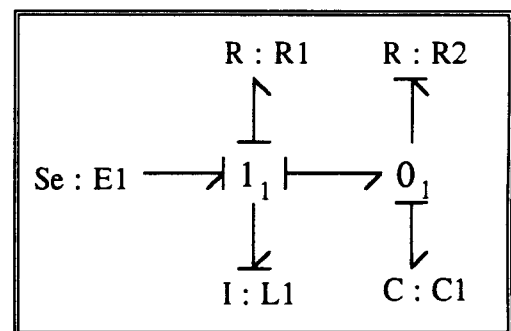 R : R1 R : R2
Se : E1 1₁ 0₁
I : L1 C : C1